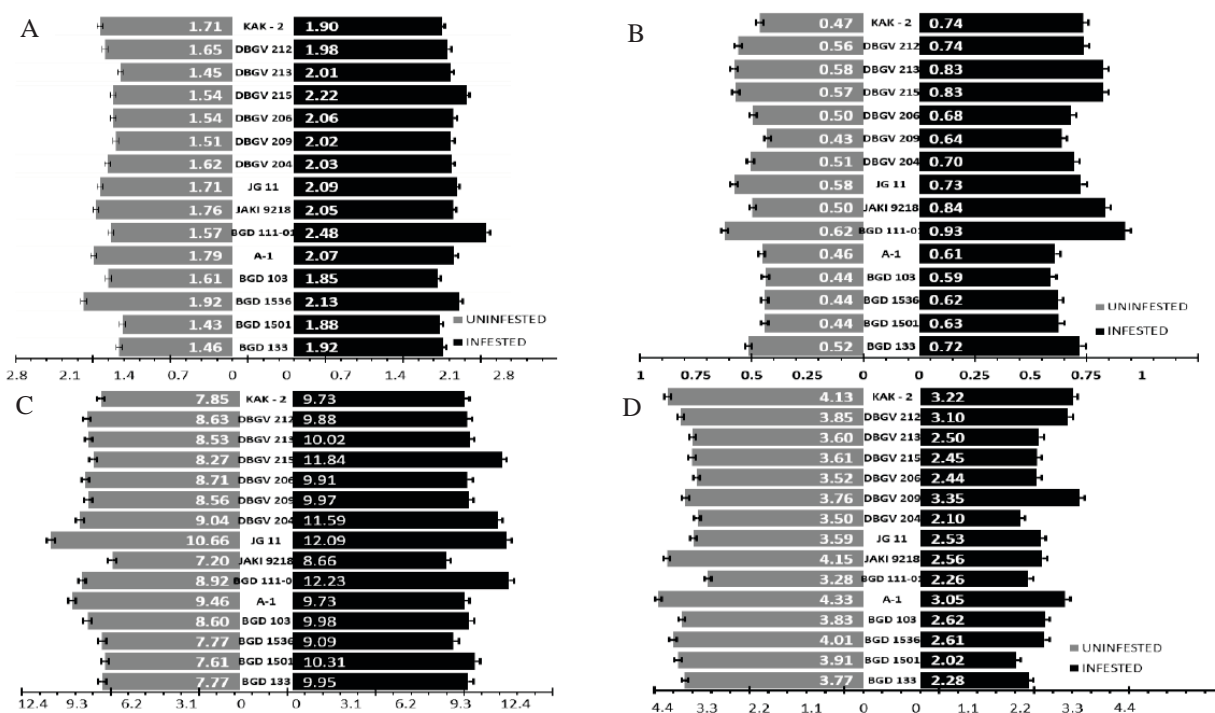 A
1.71 KAK - 2 1.90
1.65 DBGV 212 1.98
1.45 DBGV 213 2.01
1.54 DBGV 215 2.22
1.54 DBGV 206 2.06
1.51 DBGV 209 2.02
1.62 DBGV 204 2.03
1.71 JG 11 2.09
1.76 JAKI 9218 2.05
1.57 BGD 111-01 2.48
1.79 A-1 2.07
1.61 BGD 103 1.85
1.92 BGD 1536 2.13
1.43 BGD 1501 1.88
1.46 BGD 133 1.92
UNINFESTED
INFESTED
2.8 2.1 1.4 0.7 0 0 0.7 1.4 2.1 2.8
B
0.47 KAK - 2 0.74
0.56 DBGV 212 0.74
0.58 DBGV 213 0.83
0.57 DBGV 215 0.83
0.50 DBGV 206 0.68
0.43 DBGV 209 0.64
0.51 DBGV 204 0.70
0.58 JG 11 0.73
0.50 JAKI 9218 0.84
0.62 BGD 111-01 0.93
0.46 A-1 0.61
0.44 BGD 103 0.59
0.44 BGD 1536 0.62
0.44 BGD 1501 0.63
0.52 BGD 133 0.72
UNINFESTED
INFESTED
1 0.75 0.5 0.25 0 0 0.25 0.5 0.75 1
C
7.85 KAK - 2 9.73
8.63 DBGV 212 9.88
8.53 DBGV 213 10.02
8.27 DBGV 215 11.84
8.71 DBGV 206 9.91
8.56 DBGV 209 9.97
9.04 DBGV 204 11.59
10.66 JG 11 12.09
7.20 JAKI 9218 8.66
8.92 BGD 111-0 12.23
9.46 A-1 9.73
8.60 BGD 103 9.98
7.77 BGD 1536 9.09
7.61 BGD 1501 10.31
7.77 BGD 133 9.95
12.4 9.3 6.2 3.1 0 0 3.1 6.2 9.3 12.4
D
4.13 KAK - 2 3.22
3.85 DBGV 212 3.10
3.60 DBGV 213 2.50
3.61 DBGV 215 2.45
3.52 DBGV 206 2.44
3.76 DBGV 209 3.35
3.50 DBGV 204 2.10
3.59 JG 11 2.53
4.15 JAKI 9218 2.56
3.28 BGD 111-01 2.26
4.33 A-1 3.05
3.83 BGD 103 2.62
4.01 BGD 1536 2.61
3.91 BGD 1501 2.02
3.77 BGD 133 2.28
UNINFESTED
INFESTED
4.4 3.3 2.2 1.1 0 0 1.1 2.2 3.3 4.4